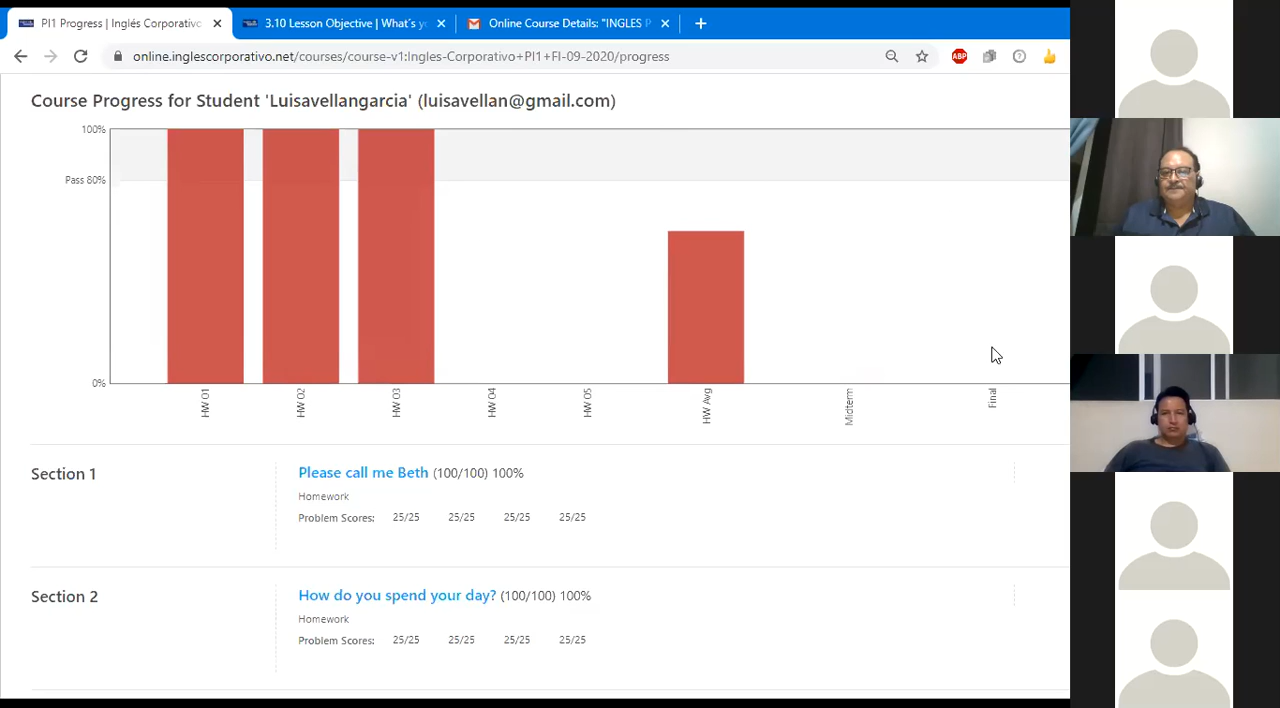 PI1 Progress | Inglés Corporativo
3.10 Lesson Objective | What´s yo
Online Course Details: "INGLES P
online.inglescorporativo.net/courses/course-v1:Ingles-Corporativo+PI1+FI-09-2020/progress
ABP
Course Progress for Student 'Luisavellangarcia' (luisavellan@gmail.com)
100%
Pass 80%
0%
HW 01
HW 02
HW 03
HW 04
HW 05
HW Avg
Midterm
Final
Section 1
Please call me Beth (100/100) 100%
Homework
Problem Scores: 25/25 25/25 25/25 25/25
Section 2
How do you spend your day? (100/100) 100%
Homework
Problem Scores: 25/25 25/25 25/25 25/25